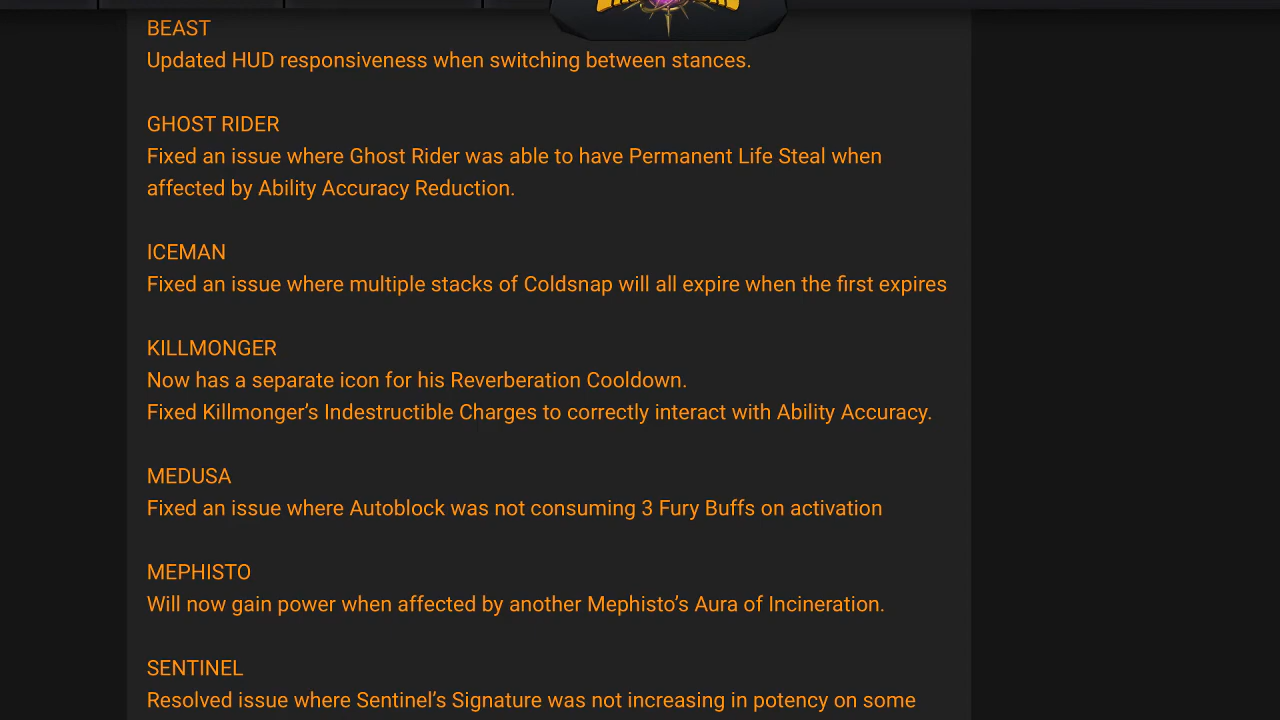 BEAST
Updated HUD responsiveness when switching between stances.
GHOST RIDER
Fixed an issue where Ghost Rider was able to have Permanent Life Steal when
affected by Ability Accuracy Reduction.
ICEMAN
Fixed an issue where multiple stacks of Coldsnap will all expire when the first expires
KILLMONGER
Now has a separate icon for his Reverberation Cooldown.
Fixed Killmonger’s Indestructible Charges to correctly interact with Ability Accuracy.
MEDUSA
Fixed an issue where Autoblock was not consuming 3 Fury Buffs on activation
MEPHISTO
Will now gain power when affected by another Mephisto’s Aura of Incineration.
SENTINEL
Resolved issue where Sentinel’s Signature was not increasing in potency on some